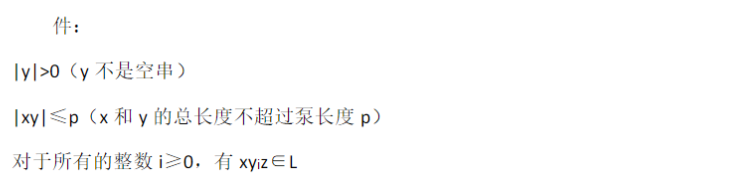 件：
|y|>0（y 不是空串）
|xy|≤p（x 和 y 的总长度不超过泵长度 p）
对于所有的整数 i≥0，有 xyiz∈L